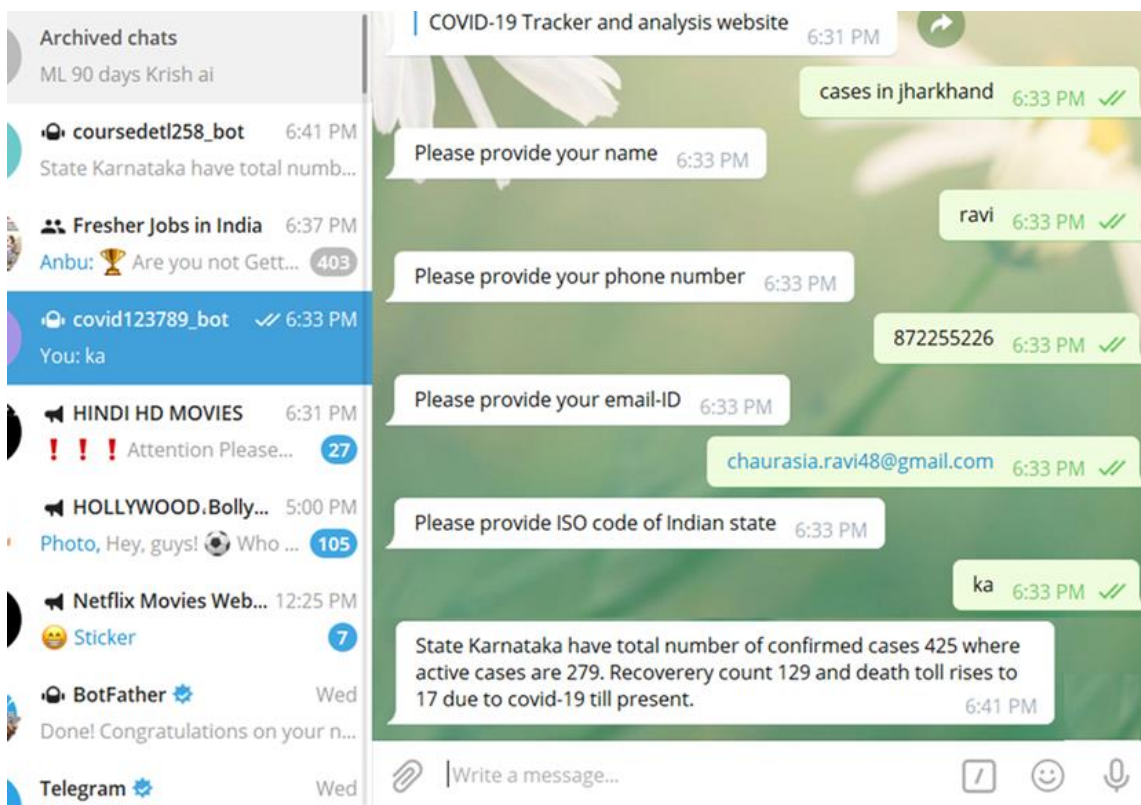 Archived chats
ML 90 days Krish ai
coursedetl258_bot 6:41 PM
State Karnataka have total numb...
Fresher Jobs in India 6:37 PM
Anbu: 🏆 Are you not Gett... 403
covid123789_bot 6:33 PM
You: ka
HINDI HD MOVIES 6:31 PM
❗❗❗ Attention Please... 27
HOLLYWOOD.Bolly... 5:00 PM
Photo, Hey, guys! ⚽ Who ... 105
Netflix Movies Web... 12:25 PM
😁 Sticker 7
BotFather Wed
Done! Congratulations on your n...
Telegram Wed
COVID-19 Tracker and analysis website
6:31 PM
cases in jharkhand 6:33 PM
Please provide your name 6:33 PM
ravi 6:33 PM
Please provide your phone number 6:33 PM
872255226 6:33 PM
Please provide your email-ID 6:33 PM
chaurasia.ravi48@gmail.com 6:33 PM
Please provide ISO code of Indian state 6:33 PM
ka 6:33 PM
State Karnataka have total number of confirmed cases 425 where
active cases are 279. Recoverery count 129 and death toll rises to
17 due to covid-19 till present.
6:41 PM
Write a message...